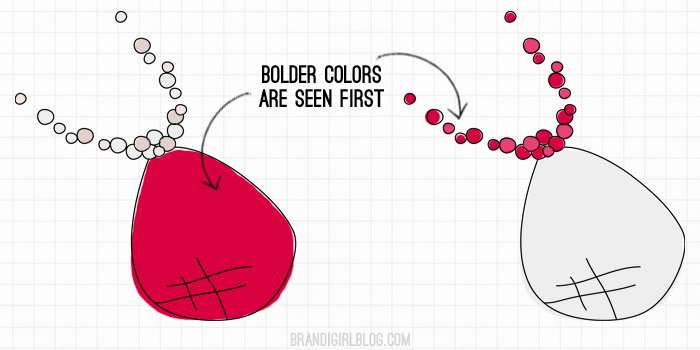 BOLDER COLORS
ARE SEEN FIRST
BRANDIGIRLBLOG.COM